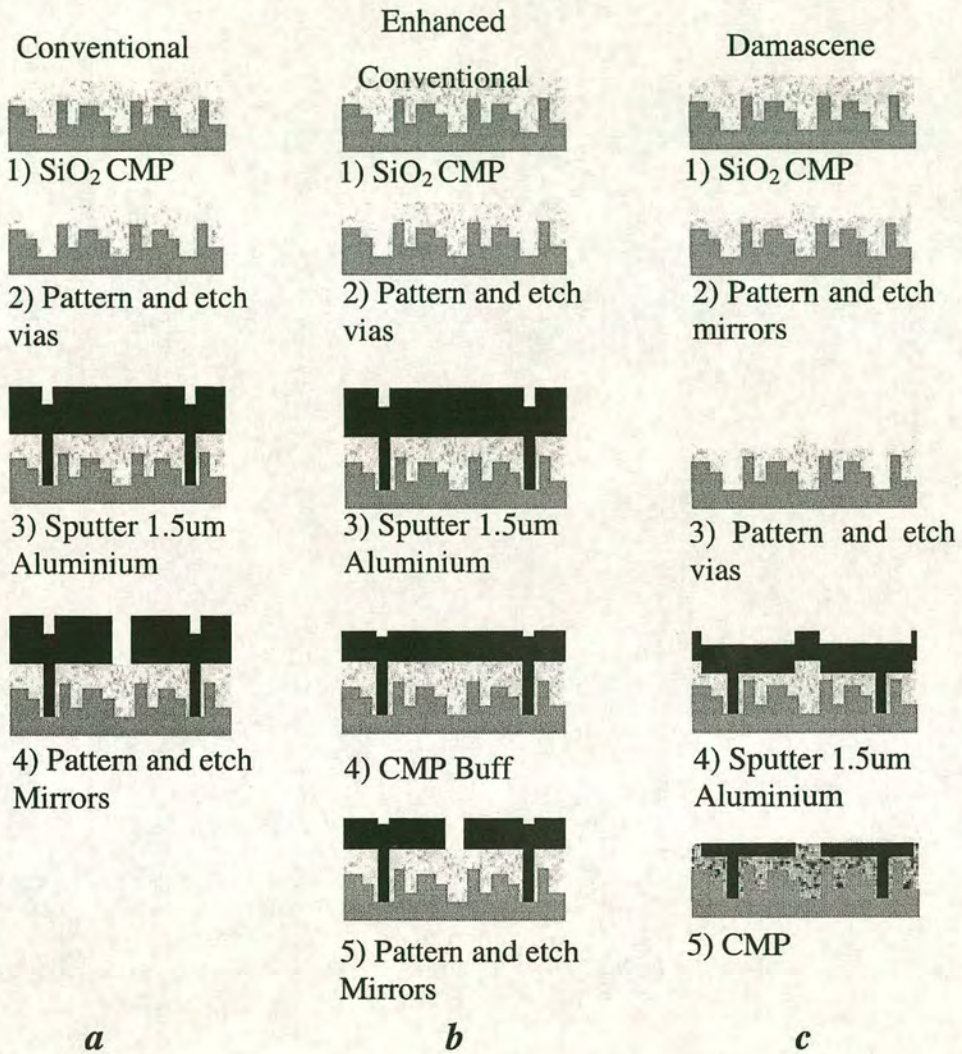 Conventional
1) SiO₂ CMP
2) Pattern and etch
vias
3) Sputter 1.5um
Aluminium
4) Pattern and etch
Mirrors
a
Enhanced
Conventional
1) SiO₂ CMP
2) Pattern and etch
vias
3) Sputter 1.5um
Aluminium
4) CMP Buff
5) Pattern and etch
Mirrors
b
Damascene
1) SiO₂ CMP
2) Pattern and etch
mirrors
3) Pattern and etch
vias
4) Sputter 1.5um
Aluminium
5) CMP
c